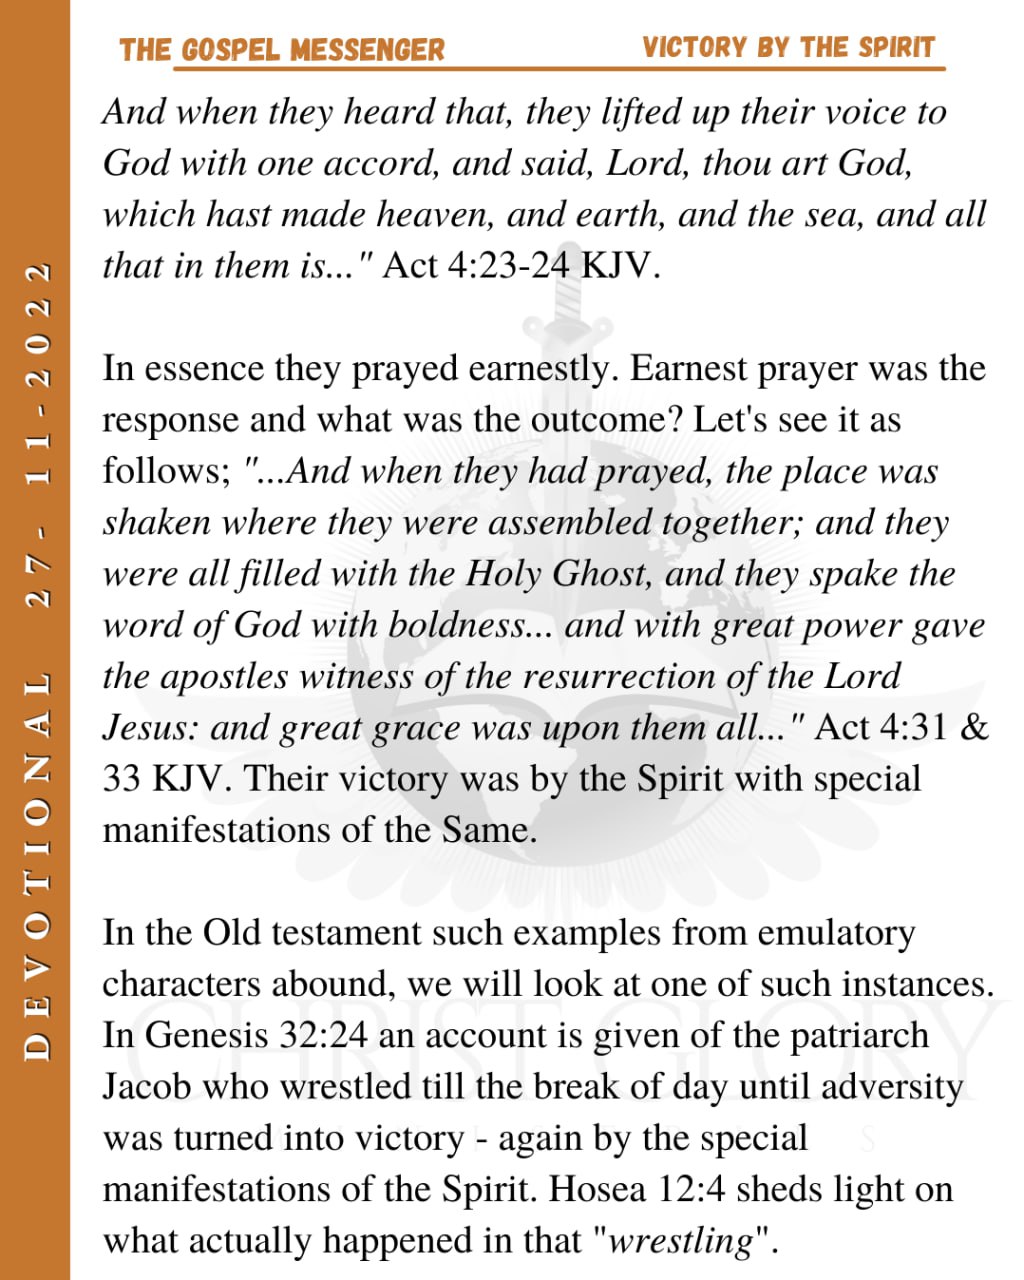 THE GOSPEL MESSENGER
VICTORY BY THE SPIRIT
And when they heard that, they lifted up their voice to
God with one accord, and said, Lord, thou art God,
which hast made heaven, and earth, and the sea, and all
that in them is..." Act 4:23-24 KJV.
In essence they prayed earnestly. Earnest prayer was the
response and what was the outcome? Let's see it as
follows; "...And when they had prayed, the place was
shaken where they were assembled together; and they
were all filled with the Holy Ghost, and they spake the
word of God with boldness... and with great power gave
the apostles witness of the resurrection of the Lord
Jesus: and great grace was upon them all..." Act 4:31 &
33 KJV. Their victory was by the Spirit with special
manifestations of the Same.
In the Old testament such examples from emulatory
characters abound, we will look at one of such instances.
In Genesis 32:24 an account is given of the patriarch
Jacob who wrestled till the break of day until adversity
was turned into victory - again by the special
manifestations of the Spirit. Hosea 12:4 sheds light on
what actually happened in that "wrestling".
DEVOTIONAL 27- 11-2022
CHRIST GLORY